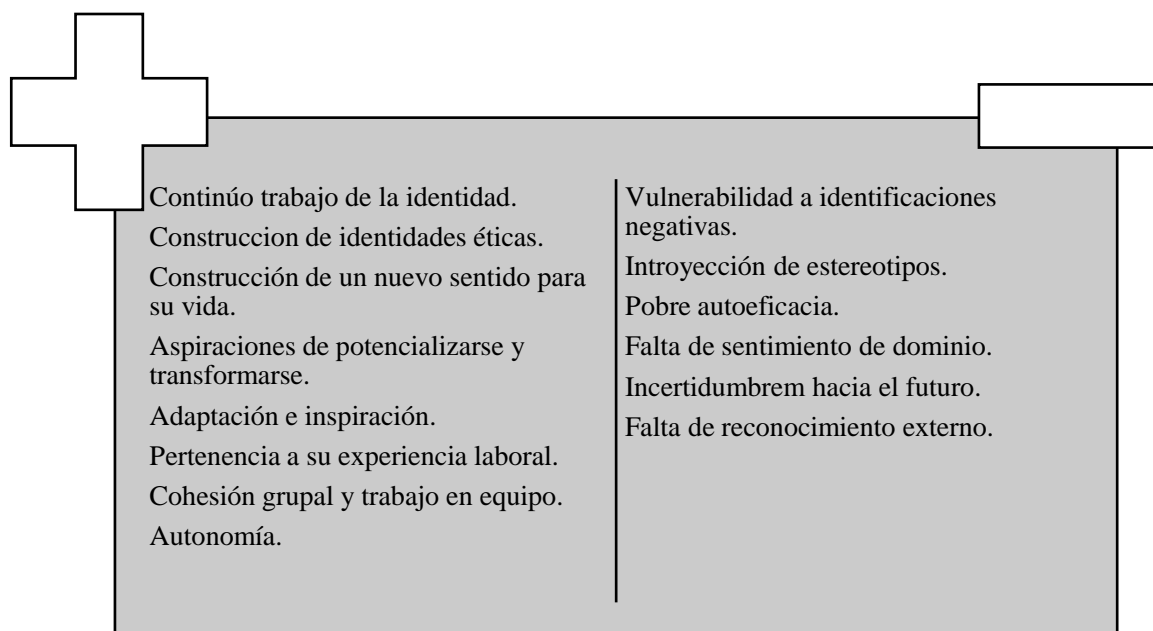 Continúo trabajo de la identidad.
Construccion de identidades éticas.
Construcción de un nuevo sentido para
su vida.
Aspiraciones de potencializarse y
transformarse.
Adaptación e inspiración.
Pertenencia a su experiencia laboral.
Cohesión grupal y trabajo en equipo.
Autonomía.
Vulnerabilidad a identificaciones
negativas.
Introyección de estereotipos.
Pobre autoeficacia.
Falta de sentimiento de dominio.
Incertidumbrem hacia el futuro.
Falta de reconocimiento externo.